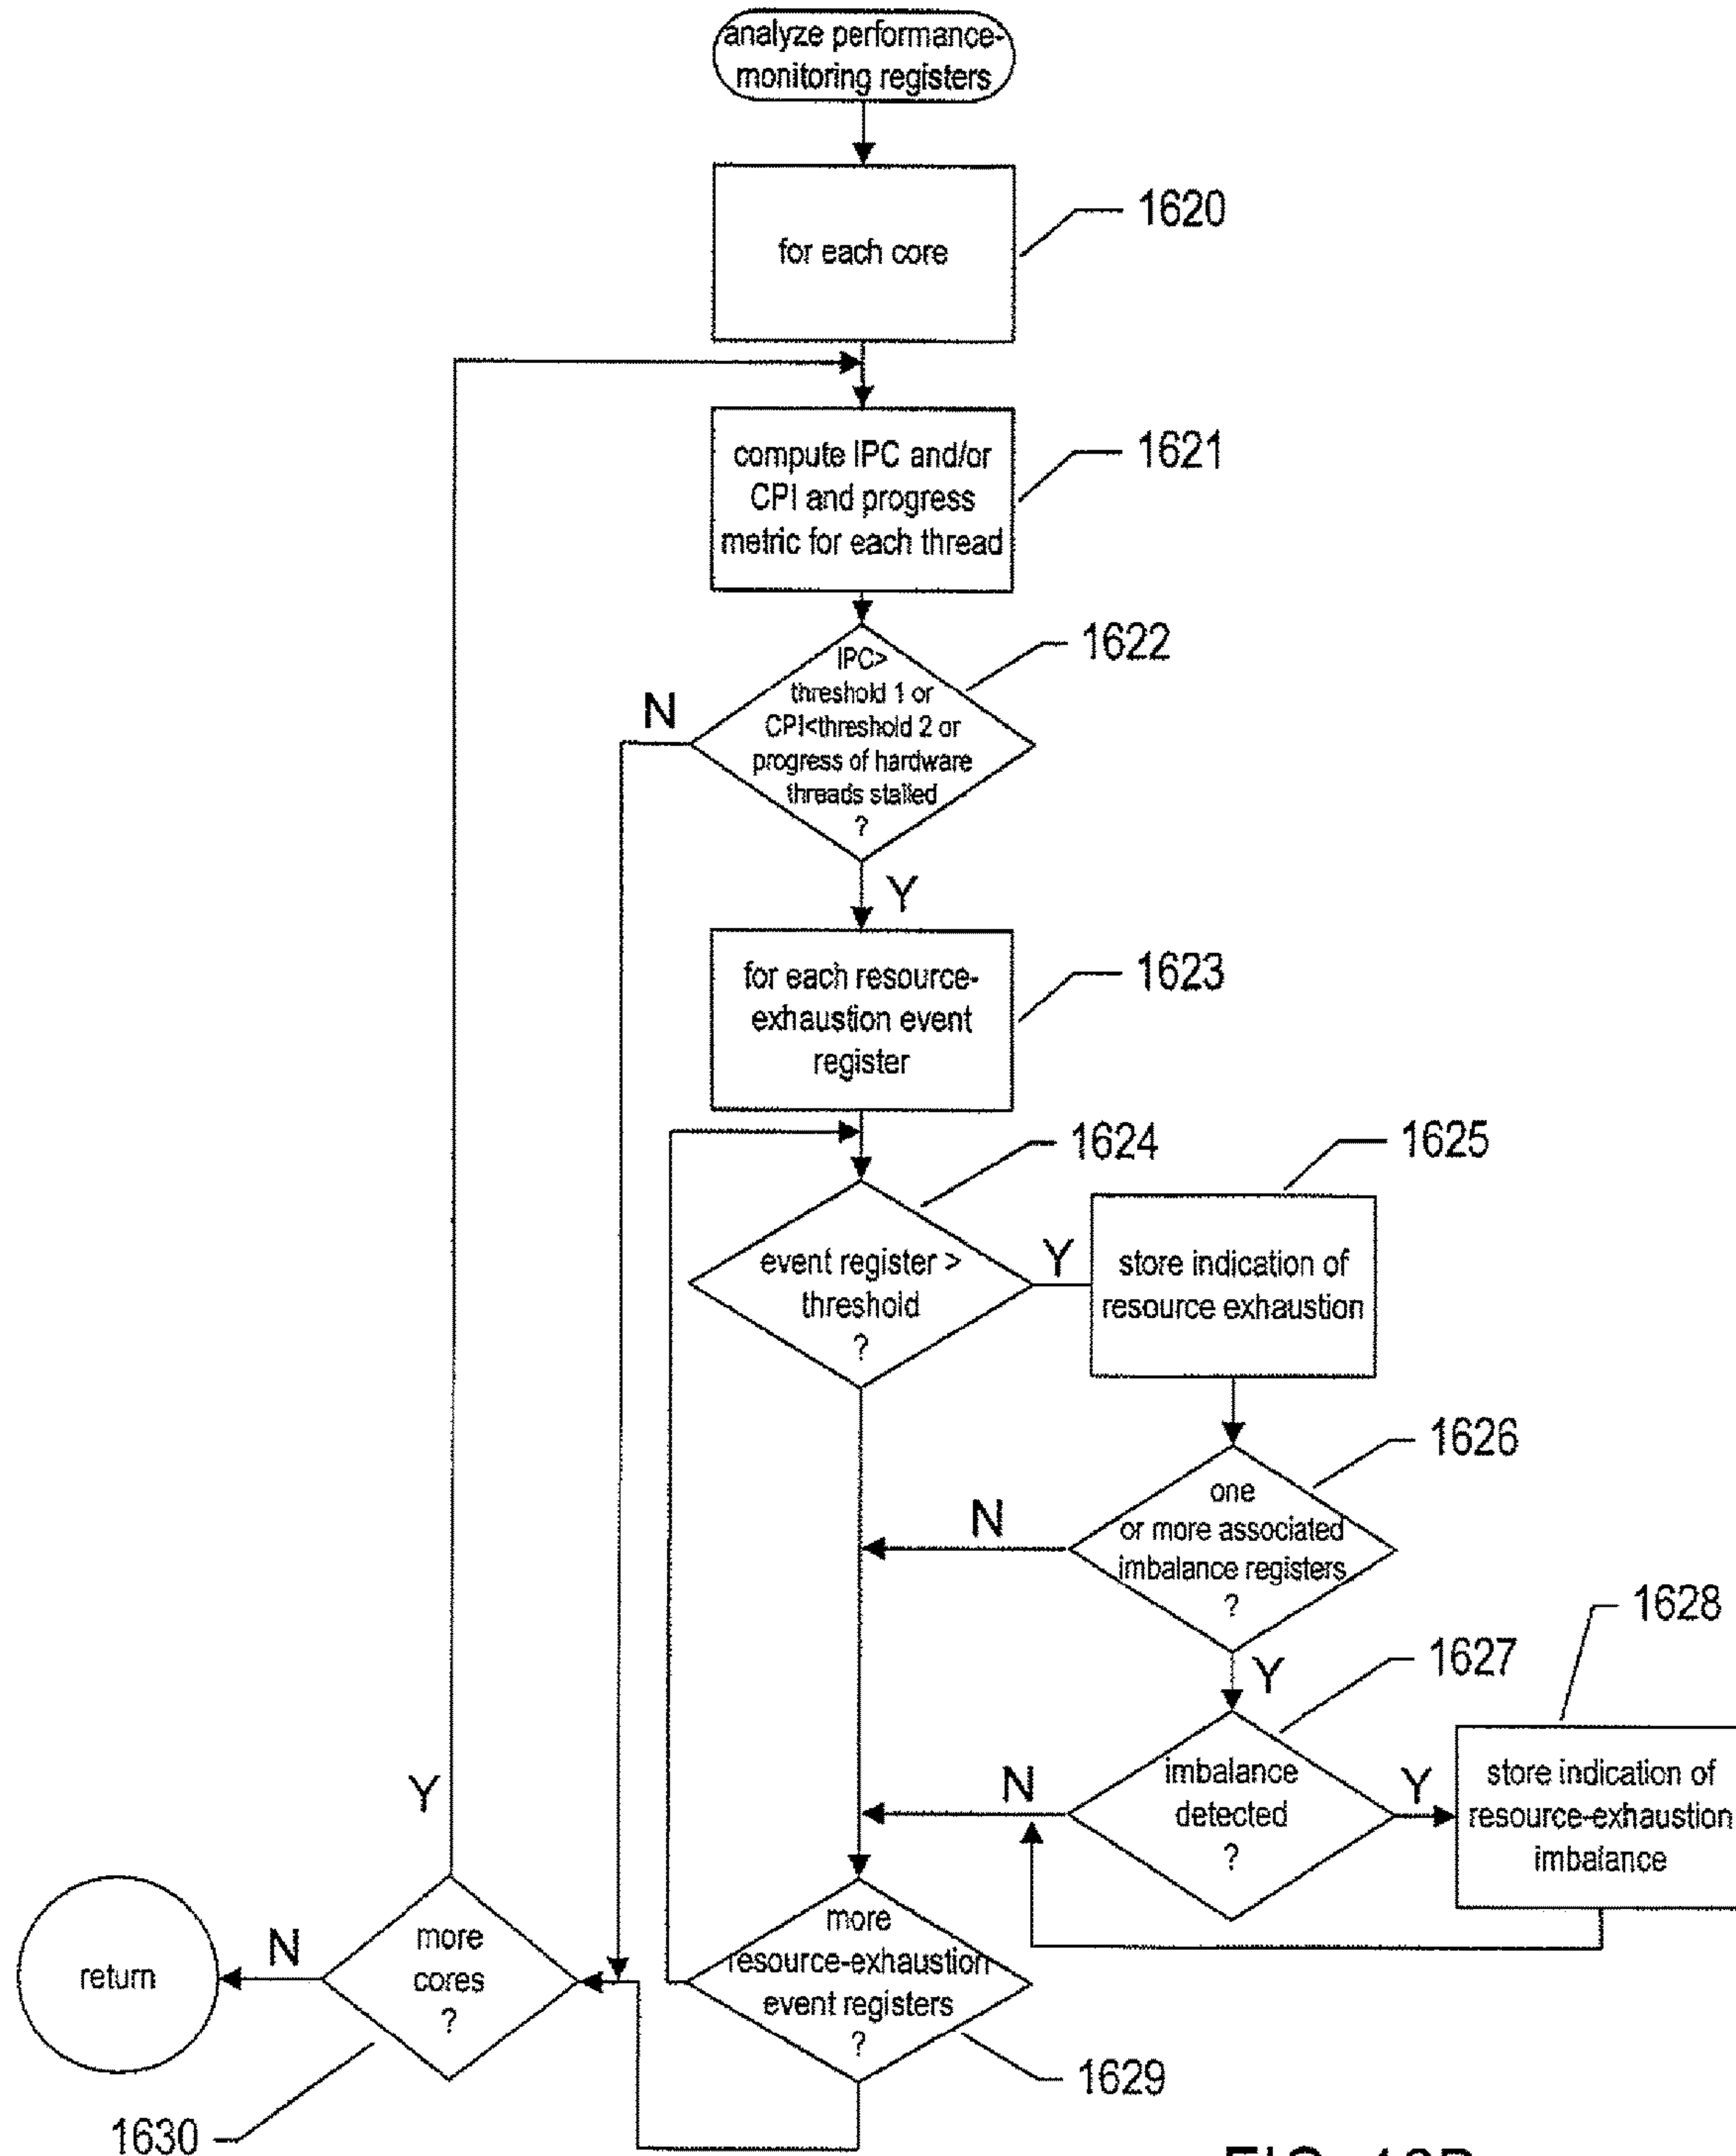 analyze performance-
monitoring registers
for each core
1620
compute IPC and/or
CPI and progress
metric for each thread
1621
IPC>
threshold 1 or
CPI<threshold 2 or
progress of hardware
threads stalled
?
1622
N
Y
for each resource-
exhaustion event
register
1623
event register >
threshold
?
1624
Y
store indication of
resource exhaustion
1625
one
or more associated
imbalance registers
?
1626
N
Y
imbalance
detected
?
1627
N
Y
store indication of
resource-exhaustion
imbalance
1628
more
resource-exhaustion
event registers
?
1629
Y
more
cores
?
1630
N
return